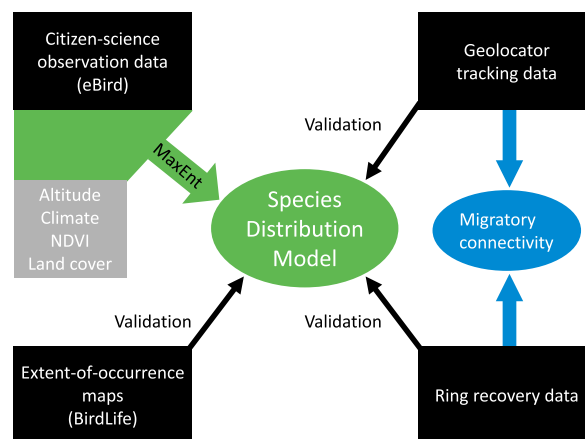 Citizen-science
observation data
(eBird)
Geolocator
tracking data
Validation
MaxEnt
Altitude
Climate
NDVI
Land cover
Species
Distribution
Model
Migratory
connectivity
Validation
Validation
Extent-of-occurrence
maps
(BirdLife)
Ring recovery data